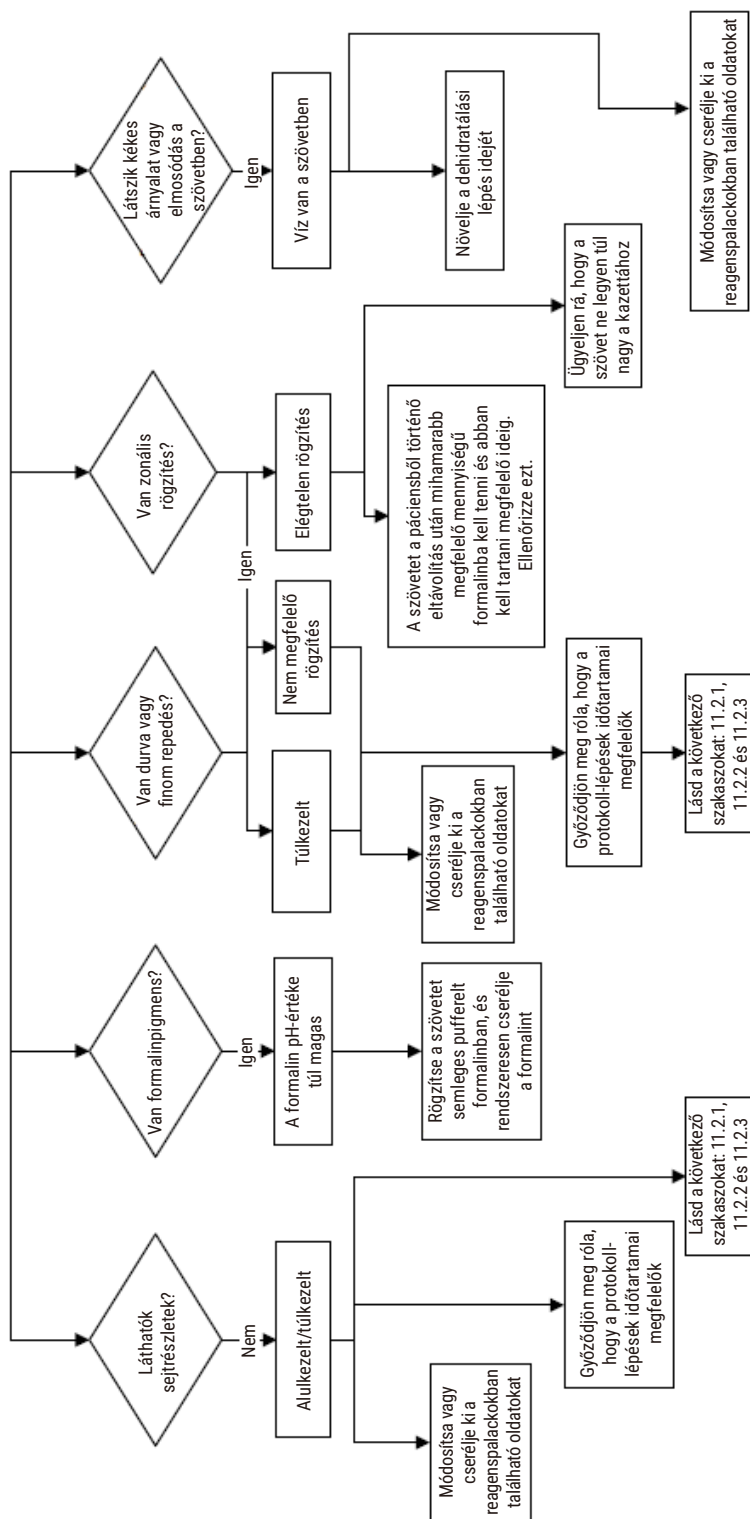 Láthatók
sejtrészletek?
Nem
Alulkezelt/túlkezelt
Módosítsa vagy
cserélje ki a
reagenspalackokban
található oldatokat
Győződjön meg róla,
hogy a protokoll-
lépések időtartamai
megfelelők
Lásd a következő
szakaszokat: 11.2.1,
11.2.2 és 11.2.3
Van formalinpigmens?
Igen
A formalin pH-értéke
túl magas
Rögzítse a szövetet
semleges pufferelt
formalinban, és
rendszeresen cserélje
a formalint
Van durva vagy
finom repedés?
Túlkezelt
Nem megfelelő
rögzítés
Módosítsa vagy
cserélje ki a
reagenspalackokban
található oldatokat
Győződjön meg róla, hogy a
protokoll-lépések időtartamai
megfelelők
Lásd a következő
szakaszokat: 11.2.1,
11.2.2 és 11.2.3
Van zonális
rögzítés?
Igen
Elégtelen rögzítés
A szövetet a páciensből történő
eltávolítás után mihamarabb
megfelelő mennyiségű
formalinba kell tenni és abban
kell tartani megfelelő ideig.
Ellenőrizze ezt.
Ügyeljen rá, hogy a
szövet ne legyen túl
nagy a kazettához
Látszik kékes
árnyalat vagy
elmosódás a
szövetben?
Igen
Víz van a szövetben
Növelje a dehidratálási
lépés idejét
Módosítsa vagy cserélje ki a
reagenspalackokban található oldatokat